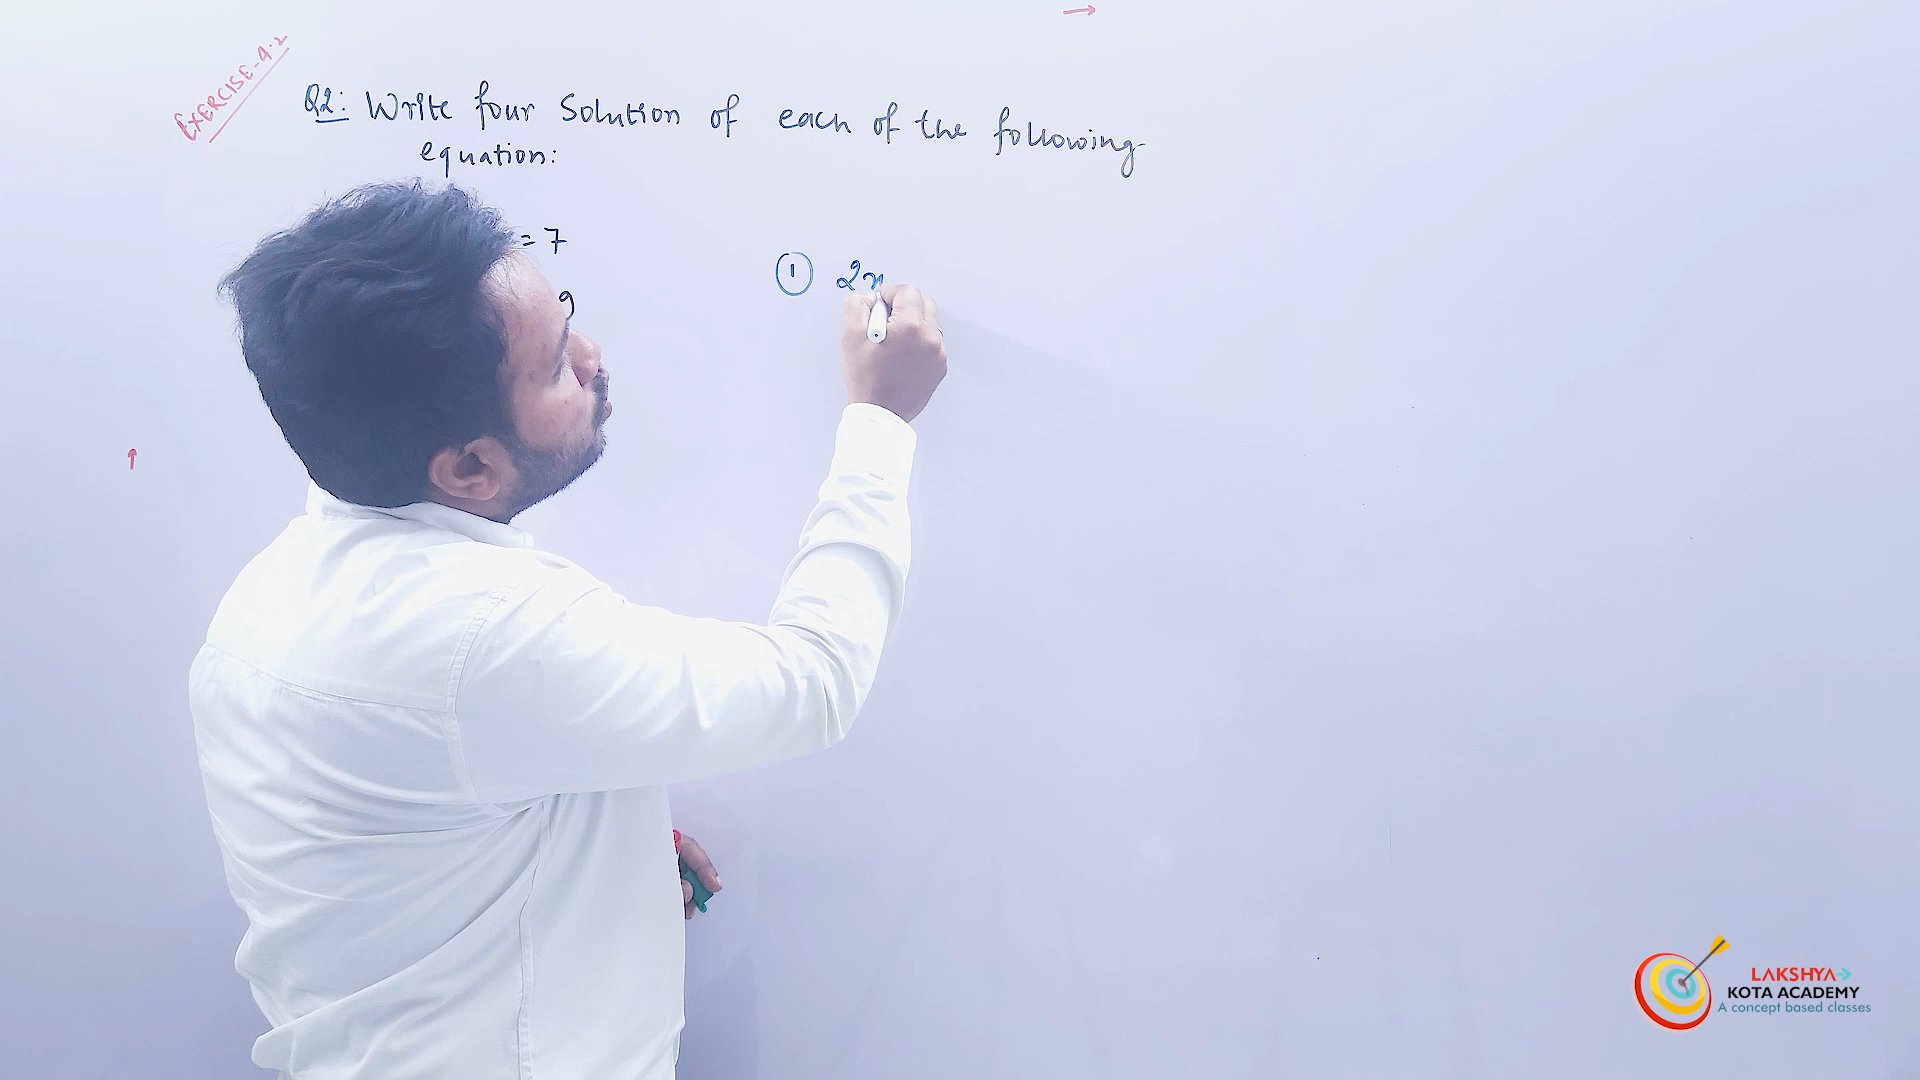 EXERCISE-4.2
Q2: Write four Solution of each of the following
equation:
= 7
9
① 2x
LAKSHYA
KOTA ACADEMY
A concept based classes